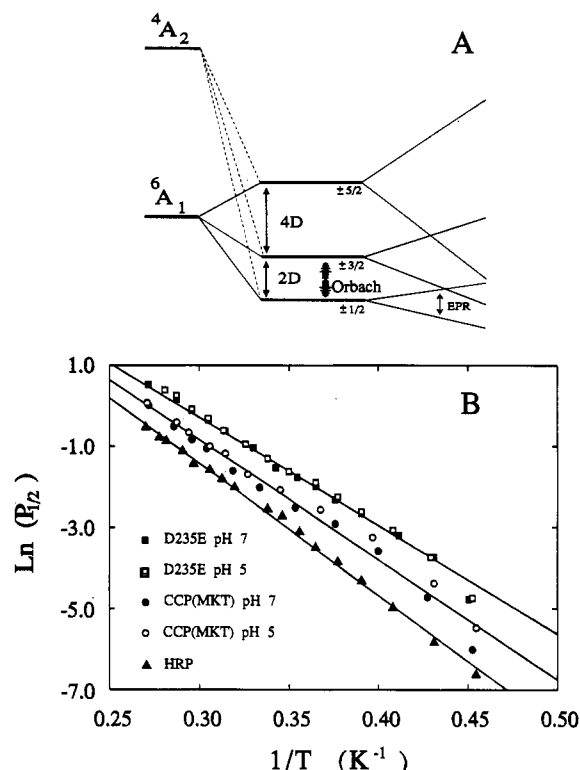 ⁴A₂
A
⁶A₁
± 5/2
4D
± 3/2
2D
Orbach
± 1/2
EPR
1.0
B
-1.0
Ln (P₁/₂)
-3.0
D235E pH 7
D235E pH 5
-5.0
CCP(MKT) pH 7
CCP(MKT) pH 5
HRP
-7.0
0.25 0.30 0.35 0.40 0.45 0.50
1/T (K⁻¹)